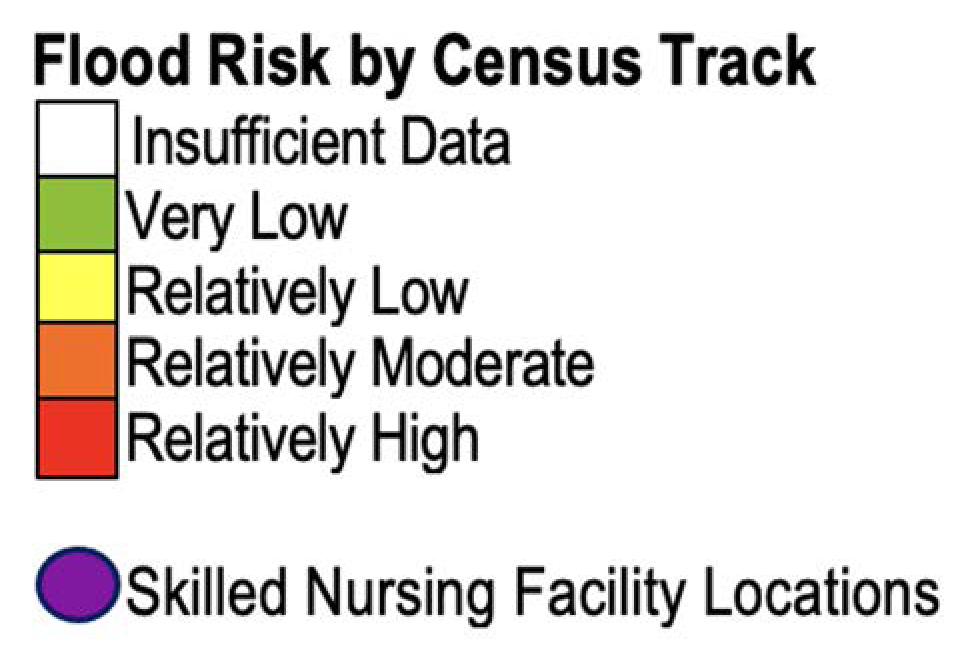 Flood Risk by Census Track
Insufficient Data
Very Low
Relatively Low
Relatively Moderate
Relatively High
Skilled Nursing Facility Locations